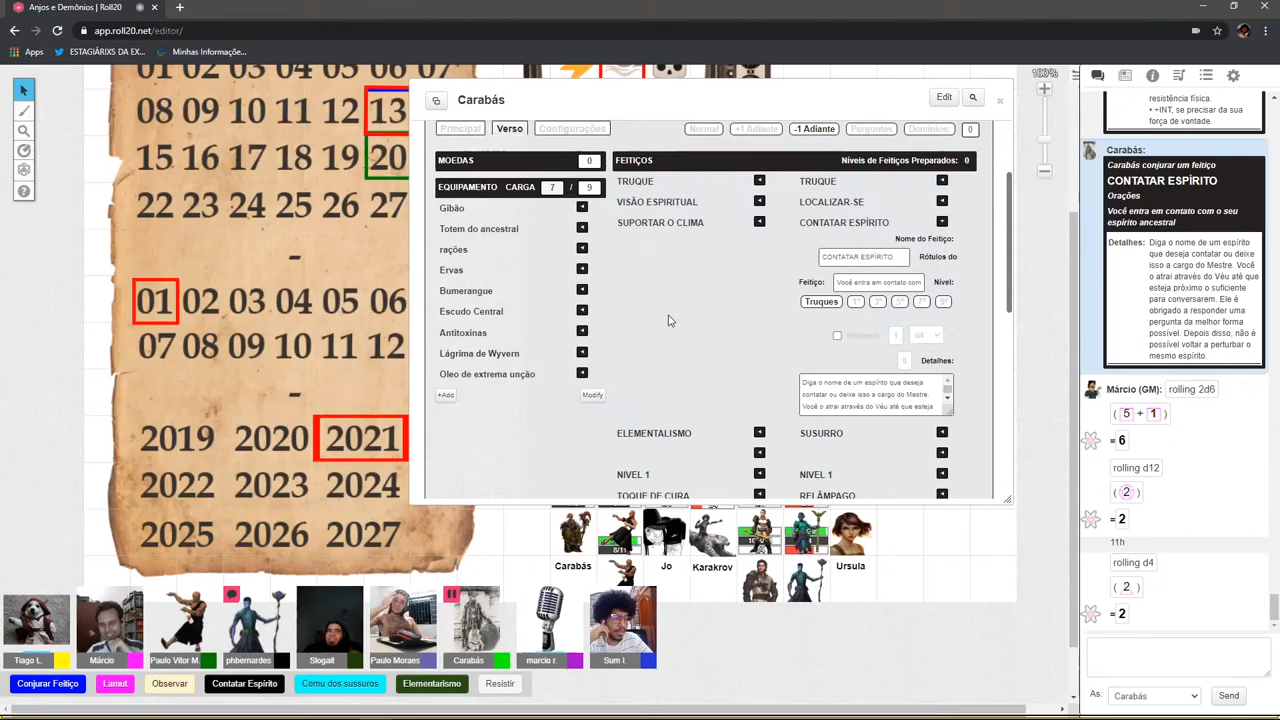 Anjos e Demônios | Roll20
app.roll20.net/editor/
Apps
ESTAGIÁRIXS DA EX...
Minhas Informaçõe...
01 02 03 04 05 06 07
08 09 10 11 12 13
15 16 17 18 19 20
22 23 24 25 26 27
-
01 02 03 04 05 06
07 08 09 10 11 12
-
2019 2020 2021
2022 2023 2024
2025 2026 2027
Carabás
Edit
Principal
Verso
Configurações
Normal
+1 Adiante
-1 Adiante
Perguntas
Domínios:
0
MOEDAS
0
EQUIPAMENTO CARGA 7 / 9
Gibão
Totem do ancestral
rações
Ervas
Bumerangue
Escudo Central
Antitoxinas
Lágrima de Wyvern
Oleo de extrema unção
+Add
Modify
FEITIÇOS
Níveis de Feitiços Preparados: 0
TRUQUE
TRUQUE
VISÃO ESPIRITUAL
LOCALIZAR-SE
SUPORTAR O CLIMA
CONTATAR ESPÍRITO
Nome do Feitiço:
CONTATAR ESPÍRITO
Rótulos do
Feitiço:
Você entra em contato com
Nível:
Truques 1º 3º 5º 7º 9º
1
d4
0
Detalhes:
Diga o nome de um espírito que deseja
contatar ou deixe isso a cargo do Mestre.
Você o atrai através do Véu até que esteja
ELEMENTALISMO
SUSURRO
NIVEL 1
NIVEL 1
TOQUE DE CURA
RELÂMPAGO
100%
resistência física.
• +INT, se precisar da sua
força de vontade.
Carabás:
Carabás conjurar um feitiço
CONTATAR ESPÍRITO
Orações
Você entra em contato com o seu
espírito ancestral
Detalhes: Diga o nome de um espírito
que deseja contatar ou deixe
isso a cargo do Mestre. Você
o atrai através do Véu até que
esteja próximo o suficiente
para conversarem. Ele é
obrigado a responder uma
pergunta da melhor forma
possível. Depois disso, não é
possível voltar a perturbar o
mesmo espírito.
Márcio (GM): rolling 2d6
( 5 + 1 )
= 6
rolling d12
( 2 )
= 2
11h
rolling d4
( 2 )
= 2
As:
Carabás
Send
8/1
Carabás
Jo
Karakrov
Ursula
Tiago L.
Márcio
Paulo Vitor M.
phbernardes
Slogait
Paulo Moraes
Carabás
marcio r.
Sum I.
Conjurar Feitiço
Lamut
Observar
Contatar Espírito
Comu dos sussuros
Elementarismo
Resistir